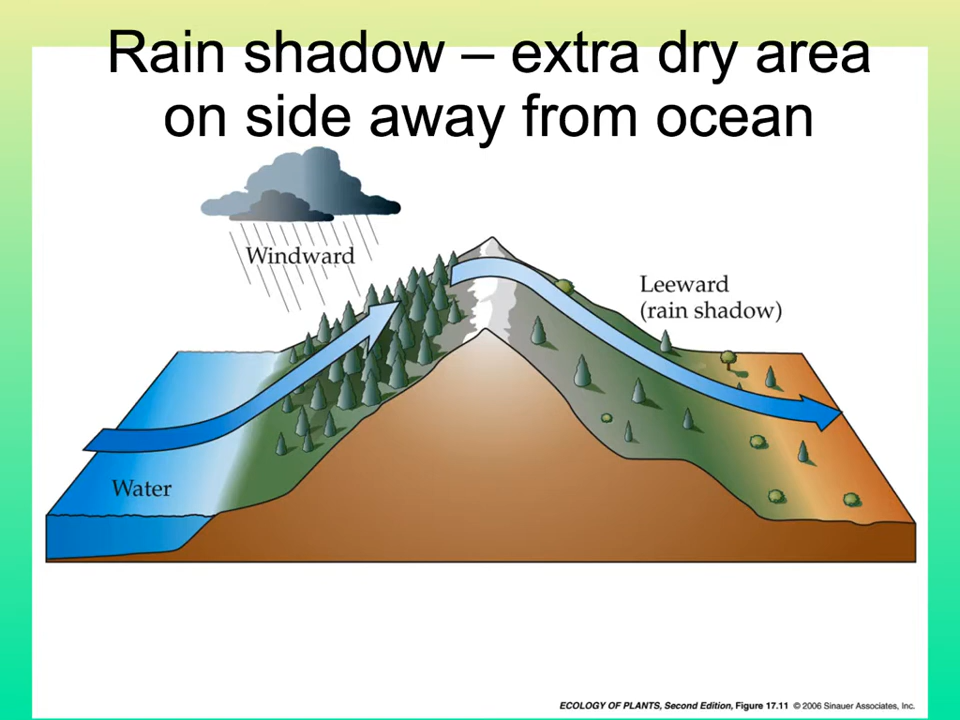 Rain shadow – extra dry area
on side away from ocean
Windward
Leeward
(rain shadow)
Water
ECOLOGY OF PLANTS, Second Edition, Figure 17.11 © 2006 Sinauer Associates, Inc.